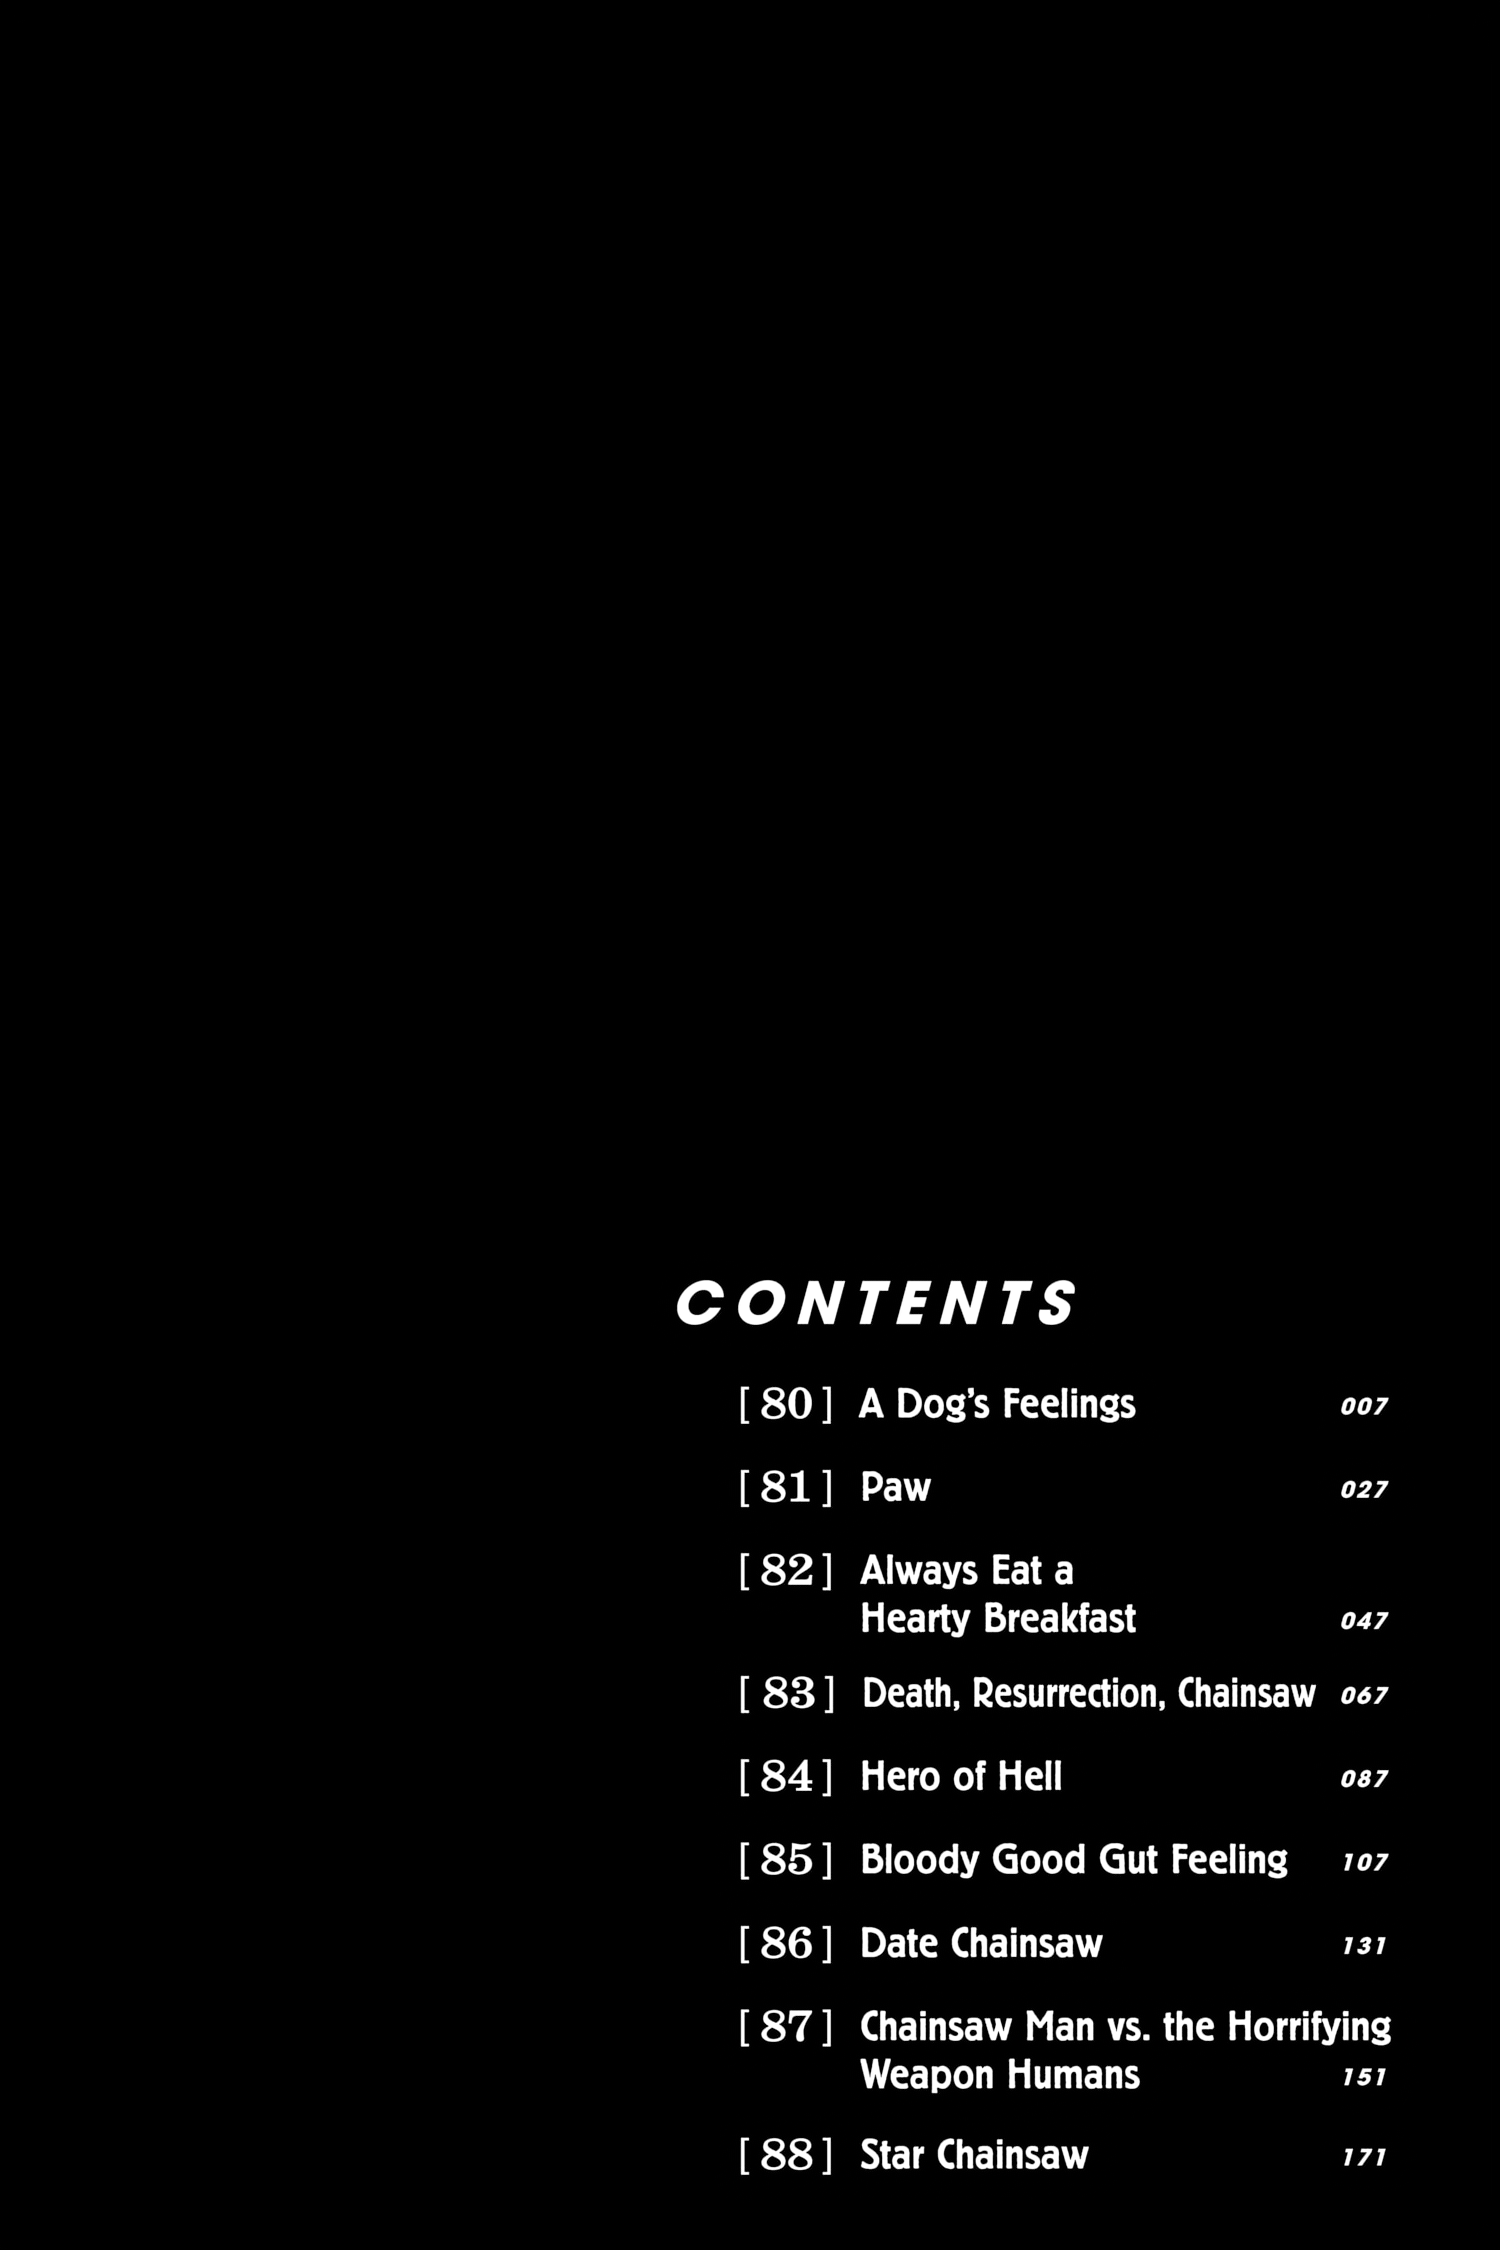 CONTENTS
[80] A Dog's Feelings 007
[81] Paw 027
[82] Always Eat a
Hearty Breakfast 047
[83] Death, Resurrection, Chainsaw 067
[84] Hero of Hell 087
[85] Bloody Good Gut Feeling 107
[86] Date Chainsaw 131
[87] Chainsaw Man vs. the Horrifying
Weapon Humans 151
[88] Star Chainsaw 171